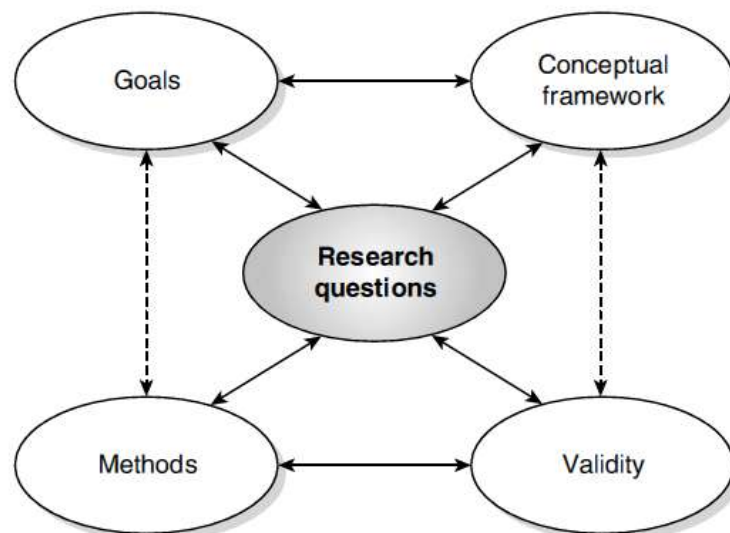 Goals
Conceptual
framework
Research
questions
Methods
Validity